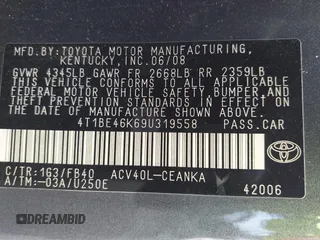 MFD. BY: TOYOTA MOTOR MANUFACTURING,
KENTUCKY, INC. 06/08
GVWR 4345LB GAWR FR 2668LB RR 2359LB
THIS VEHICLE CONFORMS TO ALL APPLICABLE
FEDERAL MOTOR VEHICLE SAFETY, BUMPER, AND
THEFT PREVENTION STANDARDS IN EFFECT ON
THE DATE OF MANUFACTURE SHOWN ABOVE.
4T1BE46K69U319558 PASS.CAR
C/TR: 1G3/FB40 ACV40L-CEANKA
A/TM: -03A/U250E
TOYOTA
42006
DREAMBID